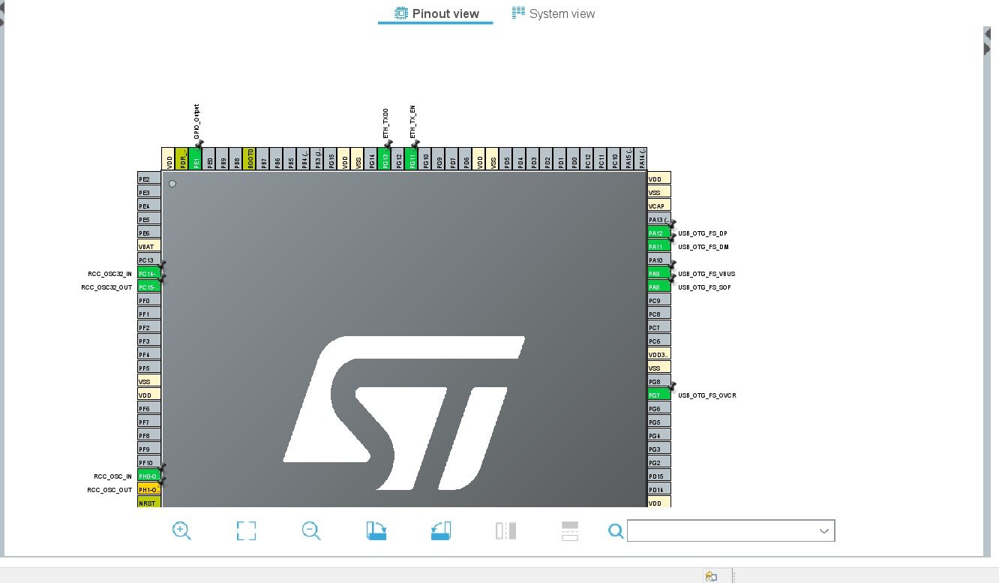 Pinout view
System view
GPIO_Output
ETH_TXD0
ETH_TX_EN
VDD
PDR_..
PE1
PE0
PB9
PB8
BOOT0
PB7
PB6
PB5
PB4 (..
PB3 (J..
PG15
VDD
VSS
PG14
PG13
PG12
PG11
PG10
PG9
PD7
PD6
VDD
VSS
PD5
PD4
PD3
PD2
PD1
PD0
PC12
PC11
PC10
PA15 (..
PA14 (..
PE2
PE3
PE4
PE5
PE6
VBAT
PC13
RCC_OSC32_IN PC14-..
RCC_OSC32_OUT PC15-..
PF0
PF1
PF2
PF3
PF4
PF5
VSS
VDD
PF6
PF7
PF8
PF9
PF10
RCC_OSC_IN PH0-O..
RCC_OSC_OUT PH1-O..
NRST
ST
VDD
VSS
VCAP
PA13 (..
PA12 USB_OTG_FS_DP
PA11 USB_OTG_FS_DM
PA10
PA9 USB_OTG_FS_VBUS
PA8 USB_OTG_FS_SOF
PC9
PC8
PC7
PC6
VDD3..
VSS
PG8
PG7 USB_OTG_FS_OVCR
PG6
PG5
PG4
PG3
PG2
PD15
PD14
VDD